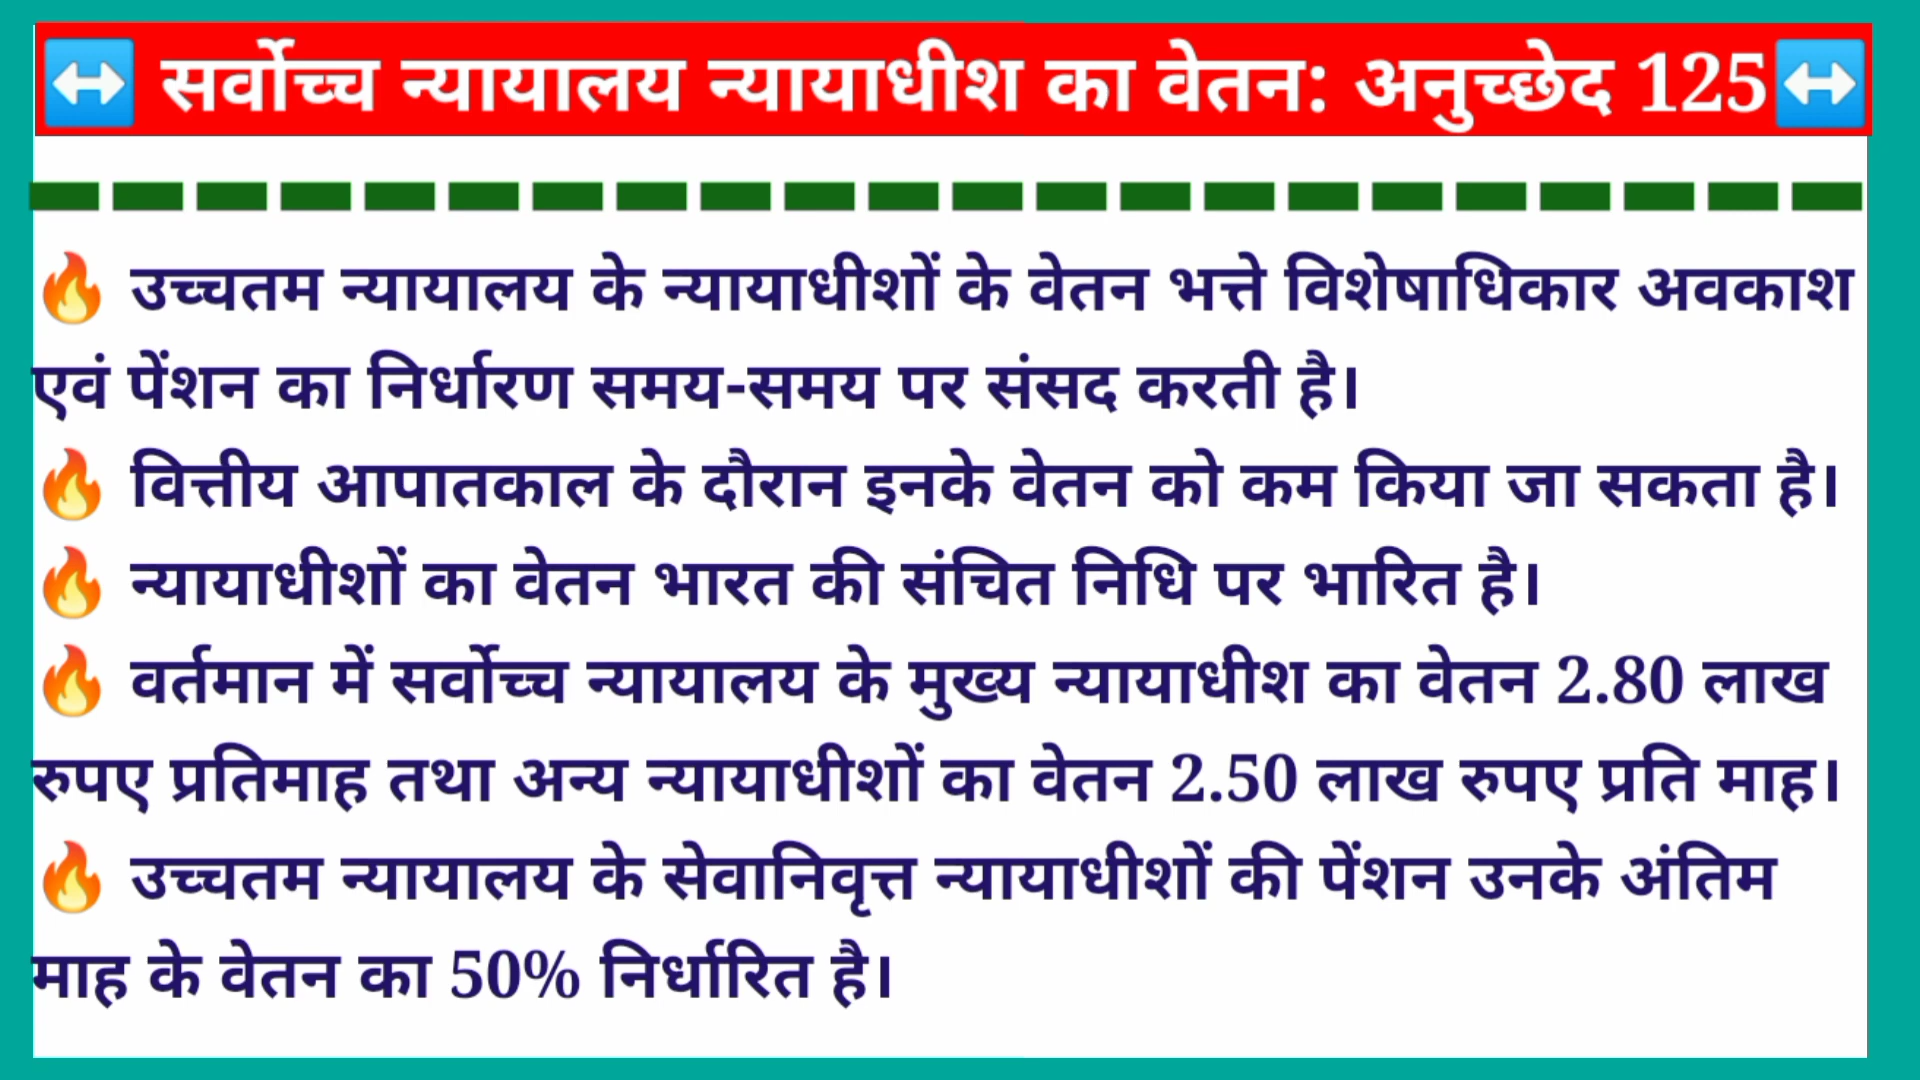 ↔ सर्वोच्च न्यायालय न्यायाधीश का वेतन: अनुच्छेद 125 ↔
🔥 उच्चतम न्यायालय के न्यायाधीशों के वेतन भत्ते विशेषाधिकार अवकाश
एवं पेंशन का निर्धारण समय-समय पर संसद करती है।
🔥 वित्तीय आपातकाल के दौरान इनके वेतन को कम किया जा सकता है।
🔥 न्यायाधीशों का वेतन भारत की संचित निधि पर भारित है।
🔥 वर्तमान में सर्वोच्च न्यायालय के मुख्य न्यायाधीश का वेतन 2.80 लाख
रुपए प्रतिमाह तथा अन्य न्यायाधीशों का वेतन 2.50 लाख रुपए प्रति माह।
🔥 उच्चतम न्यायालय के सेवानिवृत्त न्यायाधीशों की पेंशन उनके अंतिम
माह के वेतन का 50% निर्धारित है।